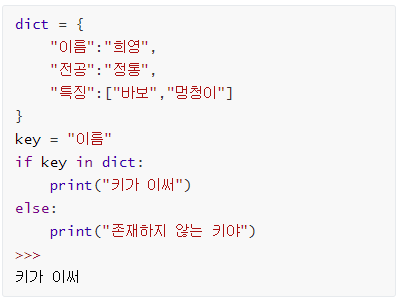 dict = {
    "이름":"희영",
    "전공":"정통",
    "특징":["바보","멍청이"]
}
key = "이름"
if key in dict:
    print("키가 이써")
else:
    print("존재하지 않는 키야")
>>>
키가 이써